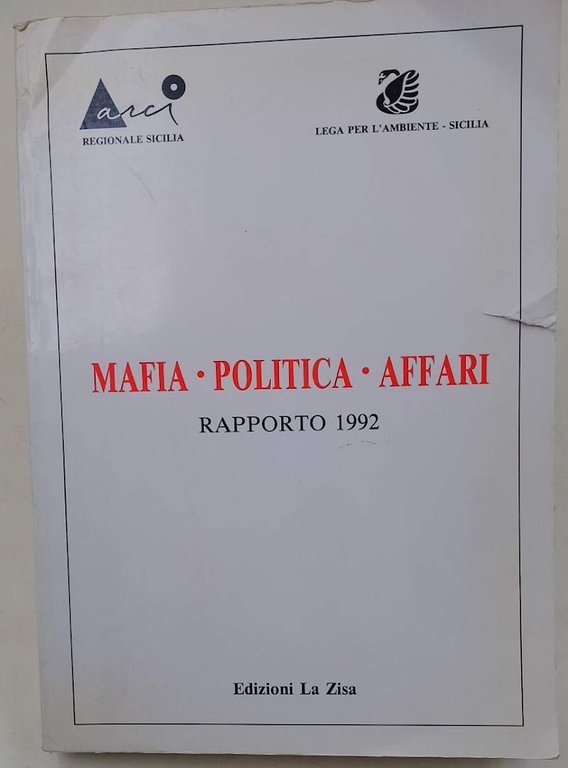 arci
REGIONALE SICILIA
LEGA PER L'AMBIENTE - SICILIA
MAFIA • POLITICA • AFFARI
RAPPORTO 1992
Edizioni La Zisa